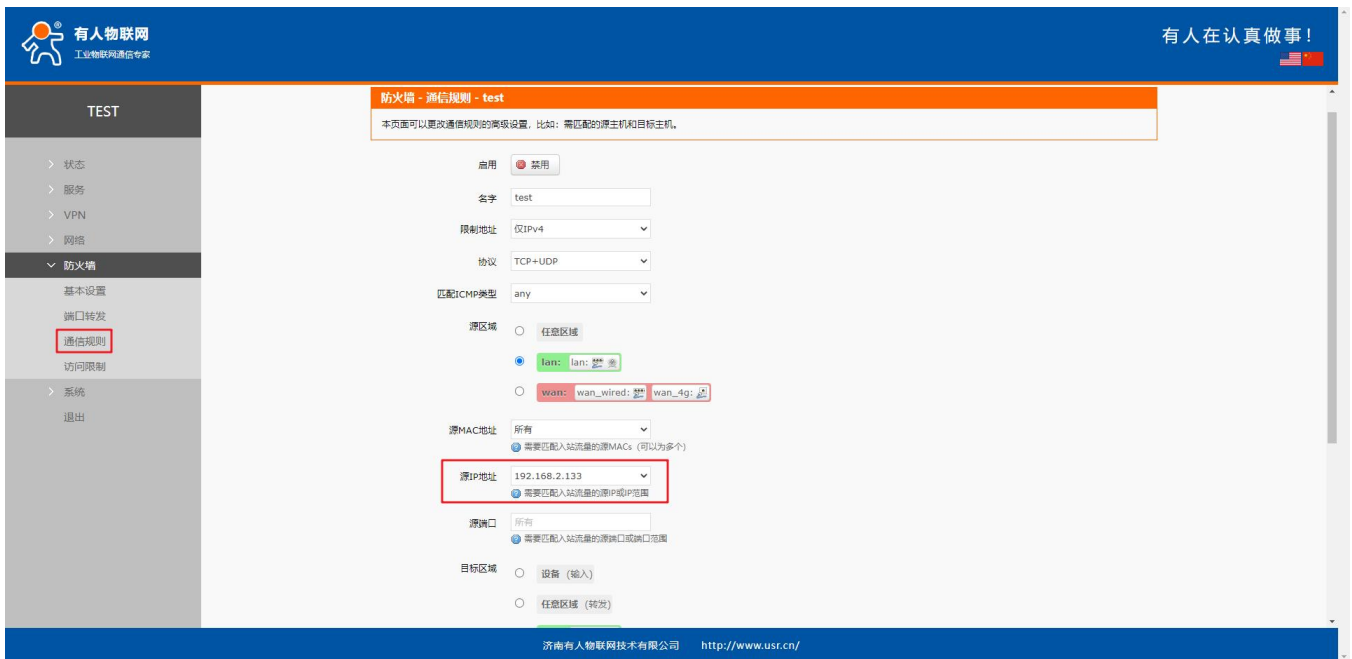 有人物联网
®
工业物联网通信专家
有人在认真做事！
TEST
状态
服务
VPN
网络
防火墙
基本设置
端口转发
通信规则
访问限制
系统
退出
防火墙 - 通信规则 - test
本页面可以更改通信规则的高级设置，比如：需匹配的源主机和目标主机。
启用 禁用
名字 test
限制地址 仅IPv4
协议 TCP+UDP
匹配ICMP类型 any
源区域 任意区域
lan: lan:
wan: wan_wired: wan_4g:
源MAC地址 所有
需要匹配入站流量的源MACs（可以为多个）
源IP地址 192.168.2.133
需要匹配入站流量的源IP或IP范围
源端口 所有
需要匹配入站流量的源端口或端口范围
目标区域 设备（输入）
任意区域（转发）
济南有人物联网技术有限公司 http://www.usr.cn/